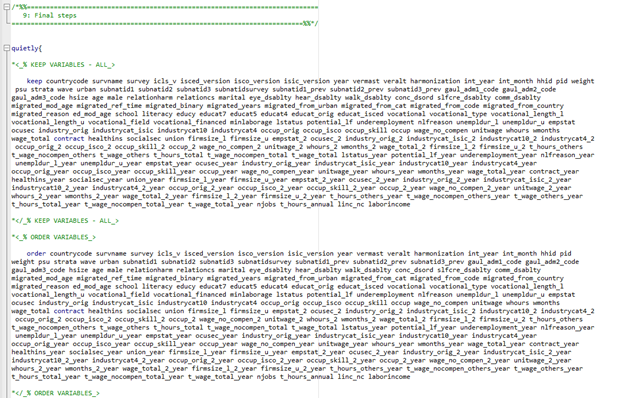 /*%%=============================================================================
9: Final steps
==============================================================================%%*/
quietly{
*<_% KEEP VARIABLES - ALL_>
keep countrycode survname survey icls_v isced_version isco_version isic_version year vermast veralt harmonization int_year int_month hhid pid weight
psu strata wave urban subnatid1 subnatid2 subnatid3 subnatidsurvey subnatid1_prev subnatid2_prev subnatid3_prev gaul_adm1_code gaul_adm2_code
gaul_adm3_code hsize age male relationharm relationcs marital eye_dsablty hear_dsablty walk_dsablty conc_dsord slfcre_dsablty comm_dsablty
migrated_mod_age migrated_ref_time migrated_binary migrated_years migrated_from_urban migrated_from_cat migrated_from_code migrated_from_country
migrated_reason ed_mod_age school literacy educy educat7 educat5 educat4 educat_orig educat_isced vocational vocational_type vocational_length_l
vocational_length_u vocational_field vocational_financed minlaborage lstatus potential_lf underemployment nlfreason unempldur_l unempldur_u empstat
ocusec industry_orig industrycat_isic industrycat10 industrycat4 occup_orig occup_isco occup_skill occup wage_no_compen unitwage whours wmonths
wage_total contract healthins socialsec union firmsize_l firmsize_u empstat_2 ocusec_2 industry_orig_2 industrycat_isic_2 industrycat10_2 industrycat4_2
occup_orig_2 occup_isco_2 occup_skill_2 occup_2 wage_no_compen_2 unitwage_2 whours_2 wmonths_2 wage_total_2 firmsize_l_2 firmsize_u_2 t_hours_others
t_wage_nocompen_others t_wage_others t_hours_total t_wage_nocompen_total t_wage_total lstatus_year potential_lf_year underemployment_year nlfreason_year
unempldur_l_year unempldur_u_year empstat_year ocusec_year industry_orig_year industrycat_isic_year industrycat10_year industrycat4_year
occup_orig_year occup_isco_year occup_skill_year occup_year wage_no_compen_year unitwage_year whours_year wmonths_year wage_total_year contract_year
healthins_year socialsec_year union_year firmsize_l_year firmsize_u_year empstat_2_year ocusec_2_year industry_orig_2_year industrycat_isic_2_year
industrycat10_2_year industrycat4_2_year occup_orig_2_year occup_isco_2_year occup_skill_2_year occup_2_year wage_no_compen_2_year unitwage_2_year
whours_2_year wmonths_2_year wage_total_2_year firmsize_l_2_year firmsize_u_2_year t_hours_others_year t_wage_nocompen_others_year t_wage_others_year
t_hours_total_year t_wage_nocompen_total_year t_wage_total_year njobs t_hours_annual linc_nc laborincome
*</_% KEEP VARIABLES - ALL_>
*<_% ORDER VARIABLES_>
order countrycode survname survey icls_v isced_version isco_version isic_version year vermast veralt harmonization int_year int_month hhid pid
weight psu strata wave urban subnatid1 subnatid2 subnatid3 subnatidsurvey subnatid1_prev subnatid2_prev subnatid3_prev gaul_adm1_code gaul_adm2_code
gaul_adm3_code hsize age male relationharm relationcs marital eye_dsablty hear_dsablty walk_dsablty conc_dsord slfcre_dsablty comm_dsablty
migrated_mod_age migrated_ref_time migrated_binary migrated_years migrated_from_urban migrated_from_cat migrated_from_code migrated_from_country
migrated_reason ed_mod_age school literacy educy educat7 educat5 educat4 educat_orig educat_isced vocational vocational_type vocational_length_l
vocational_length_u vocational_field vocational_financed minlaborage lstatus potential_lf underemployment nlfreason unempldur_l unempldur_u empstat
ocusec industry_orig industrycat_isic industrycat10 industrycat4 occup_orig occup_isco occup_skill occup wage_no_compen unitwage whours wmonths
wage_total contract healthins socialsec union firmsize_l firmsize_u empstat_2 ocusec_2 industry_orig_2 industrycat_isic_2 industrycat10_2 industrycat4_2
occup_orig_2 occup_isco_2 occup_skill_2 occup_2 wage_no_compen_2 unitwage_2 whours_2 wmonths_2 wage_total_2 firmsize_l_2 firmsize_u_2 t_hours_others
t_wage_nocompen_others t_wage_others t_hours_total t_wage_nocompen_total t_wage_total lstatus_year potential_lf_year underemployment_year nlfreason_year
unempldur_l_year unempldur_u_year empstat_year ocusec_year industry_orig_year industrycat_isic_year industrycat10_year industrycat4_year
occup_orig_year occup_isco_year occup_skill_year occup_year wage_no_compen_year unitwage_year whours_year wmonths_year wage_total_year contract_year
healthins_year socialsec_year union_year firmsize_l_year firmsize_u_year empstat_2_year ocusec_2_year industry_orig_2_year industrycat_isic_2_year
industrycat10_2_year industrycat4_2_year occup_orig_2_year occup_isco_2_year occup_skill_2_year occup_2_year wage_no_compen_2_year unitwage_2_year
whours_2_year wmonths_2_year wage_total_2_year firmsize_l_2_year firmsize_u_2_year t_hours_others_year t_wage_nocompen_others_year t_wage_others_year
t_hours_total_year t_wage_nocompen_total_year t_wage_total_year njobs t_hours_annual linc_nc laborincome
*</_% ORDER VARIABLES_>